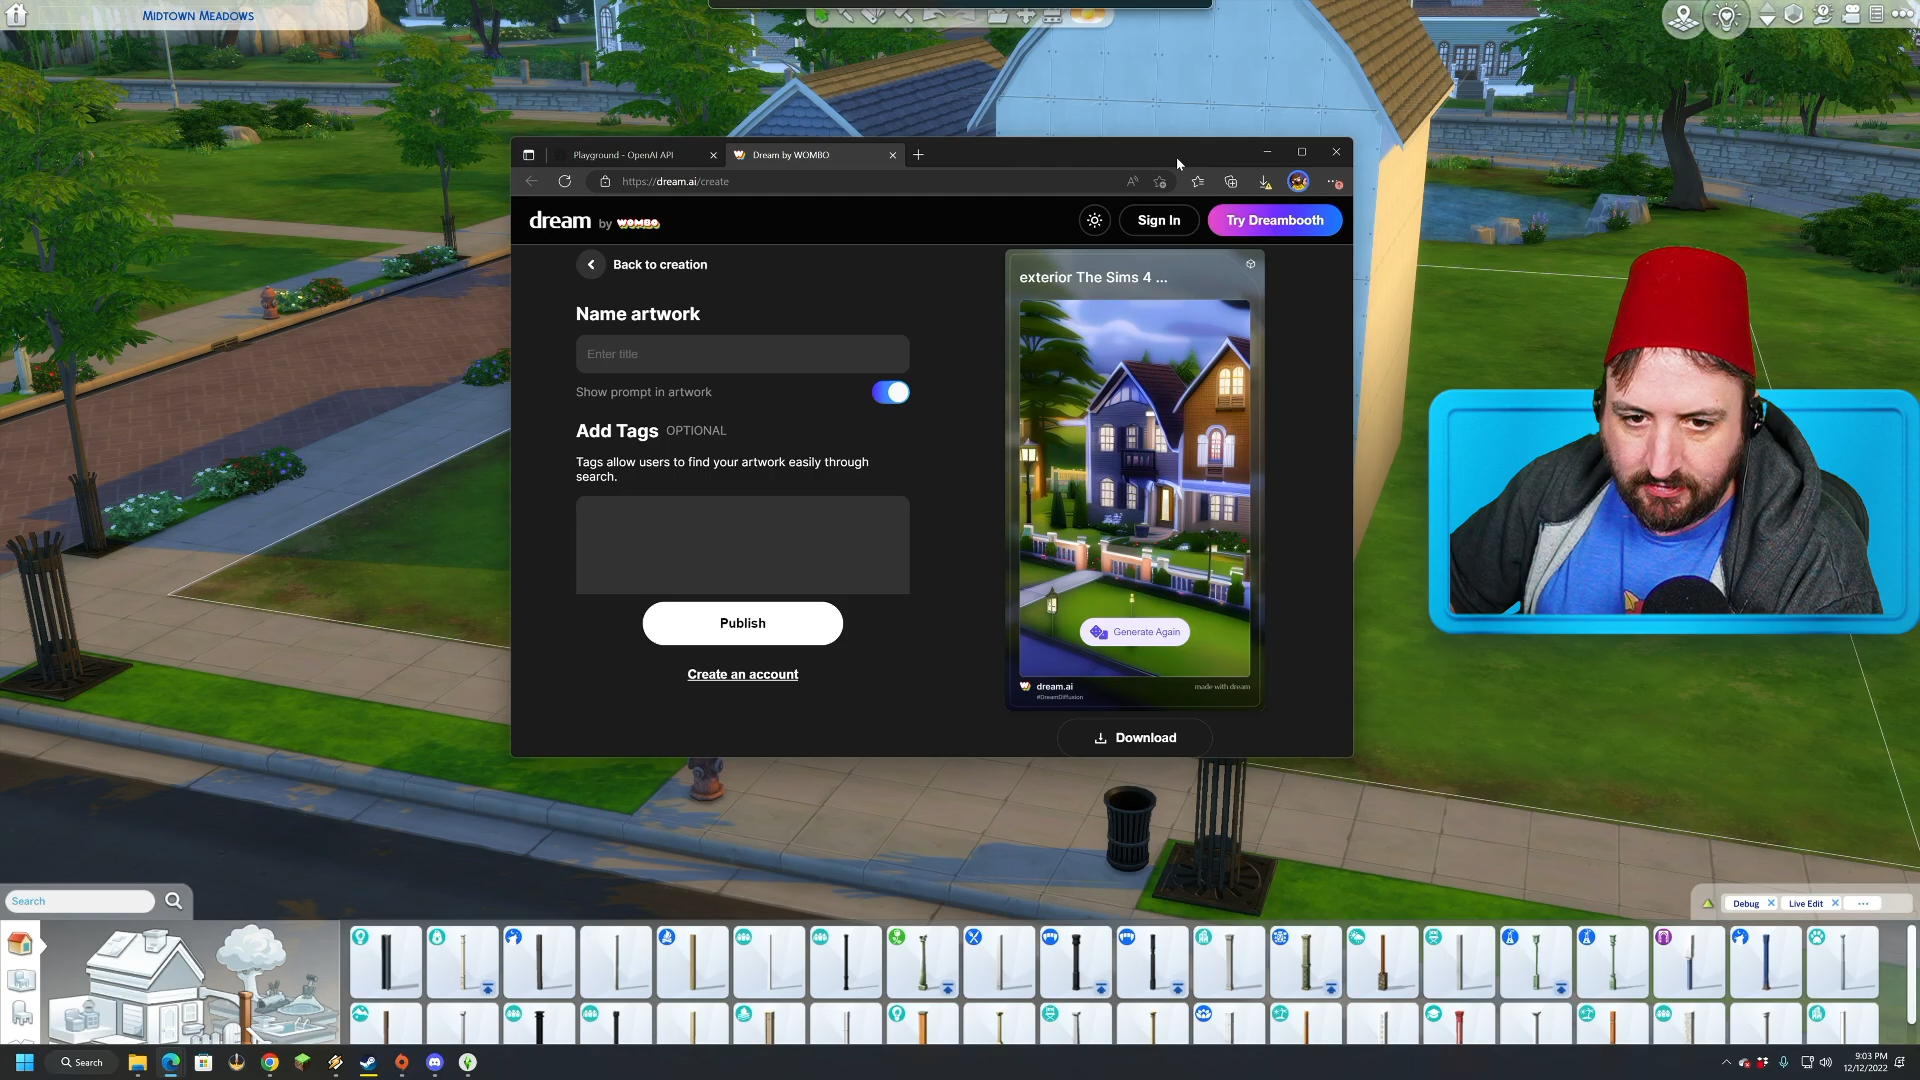 MIDTOWN MEADOWS
Playground - OpenAI API
Dream by WOMBO
https://dream.ai/create
dream by WOMBO
Sign In
Try Dreambooth
Back to creation
exterior The Sims 4 ...
Name artwork
Enter title
Show prompt in artwork
Add Tags OPTIONAL
Tags allow users to find your artwork easily through
search.
Publish
Generate Again
Create an account
dream.ai
#DreamDiffusion
made with dream
Download
Search
Debug
Live Edit
Search
9:03 PM
12/12/2022